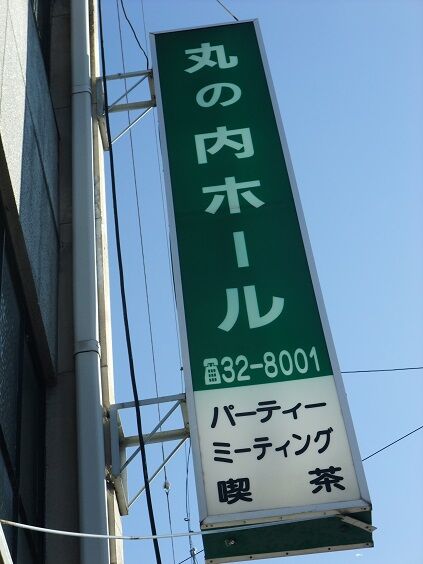 丸の内ホール
☎32-8001
パーティー
ミーティング
喫茶